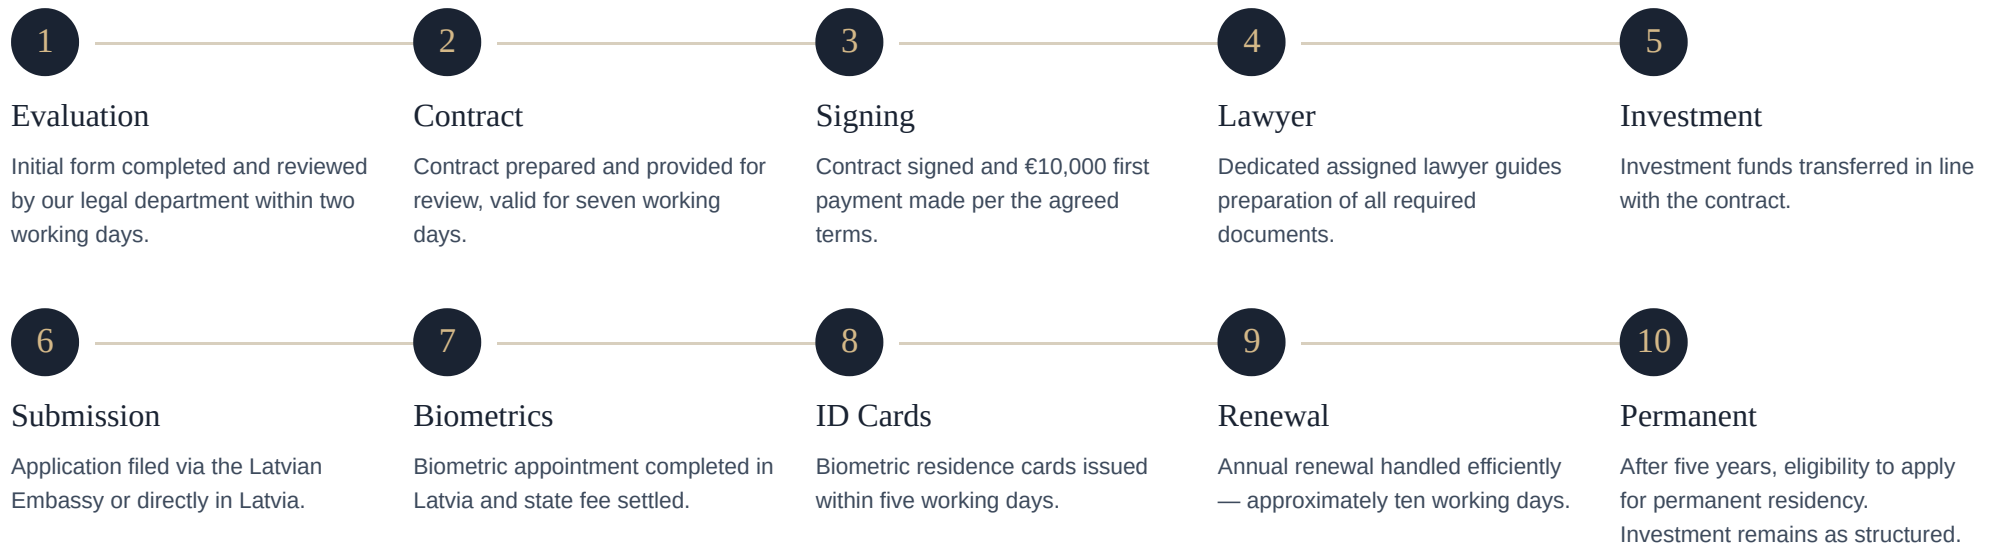 1
Evaluation
Initial form completed and reviewed
by our legal department within two
working days.
2
Contract
Contract prepared and provided for
review, valid for seven working
days.
3
Signing
Contract signed and €10,000 first
payment made per the agreed
terms.
4
Lawyer
Dedicated assigned lawyer guides
preparation of all required
documents.
5
Investment
Investment funds transferred in line
with the contract.
6
Submission
Application filed via the Latvian
Embassy or directly in Latvia.
7
Biometrics
Biometric appointment completed in
Latvia and state fee settled.
8
ID Cards
Biometric residence cards issued
within five working days.
9
Renewal
Annual renewal handled efficiently
— approximately ten working days.
10
Permanent
After five years, eligibility to apply
for permanent residency.
Investment remains as structured.